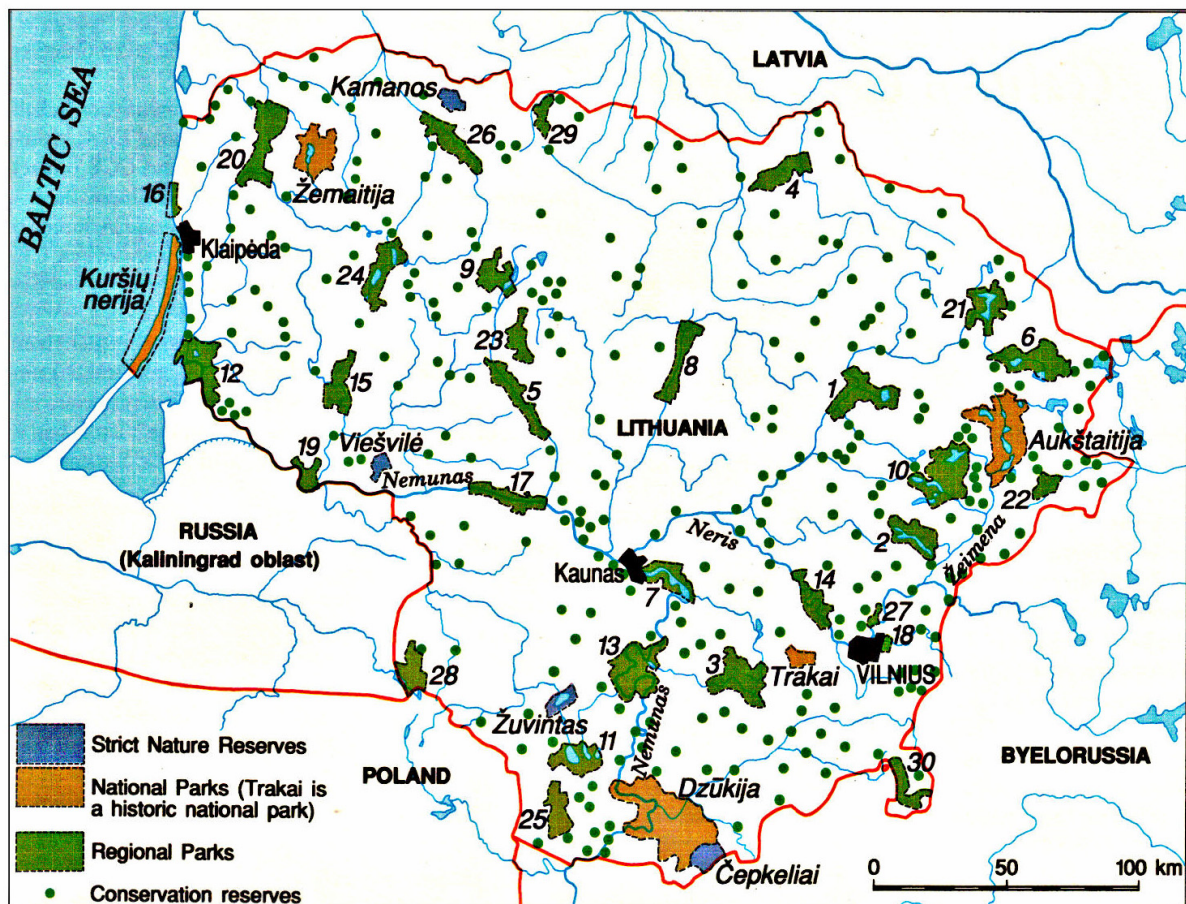 LATVIA
Kamanos
BALTIC SEA
26
29
20
4
Žemaitija
16
Klaipėda
9
24
Kuršių
nerija
21
23
6
8
12
15
5
1
LITHUANIA
Aukštaitija
19
Viešvilė
10
Nemunas
17
22
RUSSIA
(Kaliningrad oblast)
Neris
2
Žeimena
Kaunas
14
7
27
18
13
3
Trakai
VILNIUS
28
Nemunas
Žuvintas
11
BYELORUSSIA
30
POLAND
Dzūkija
25
Čepkeliai
Strict Nature Reserves
National Parks (Trakai is
a historic national park)
Regional Parks
Conservation reserves
0 50 100 km